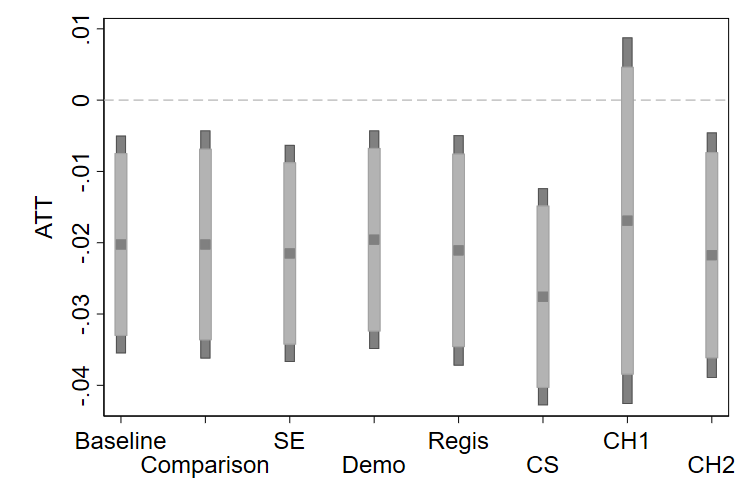 .01
0
-.01
-.02
-.03
-.04
ATT
Baseline
Comparison
SE
Demo
Regis
CS
CH1
CH2